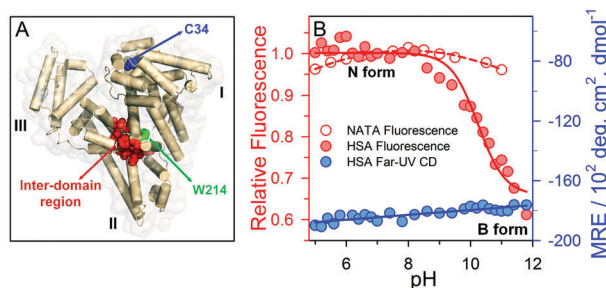 A
C34
I
III
Inter-domain
region
W214
II
B
Relative Fluorescence
1.0
0.9
0.8
0.7
0.6
N form
NATA Fluorescence
HSA Fluorescence
HSA Far-UV CD
B form
6
8
10
12
pH
-80
-120
-160
-200
MRE / 10² deg. cm², dmol⁻¹